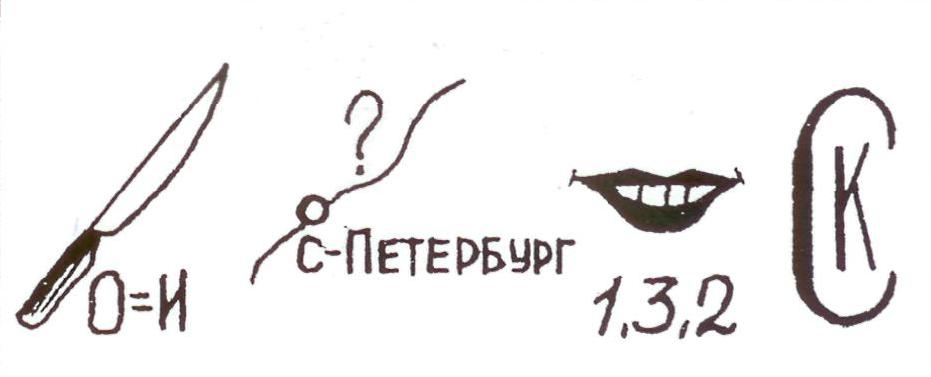 ?
С-ПЕТЕРБУРГ
О=И
1,3,2
С К